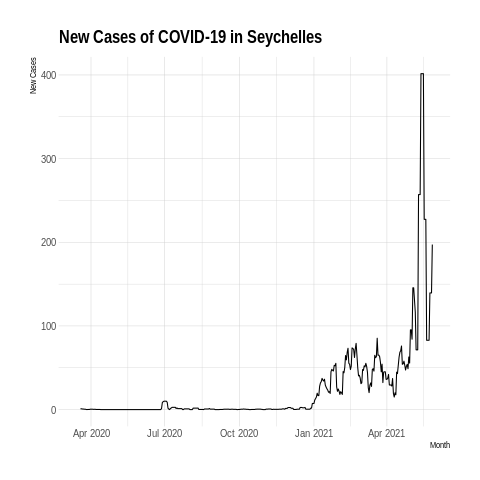 New Cases of COVID-19 in Seychelles
New Cases
400
300
200
100
0
Apr 2020 Jul 2020 Oct 2020 Jan 2021 Apr 2021
Month